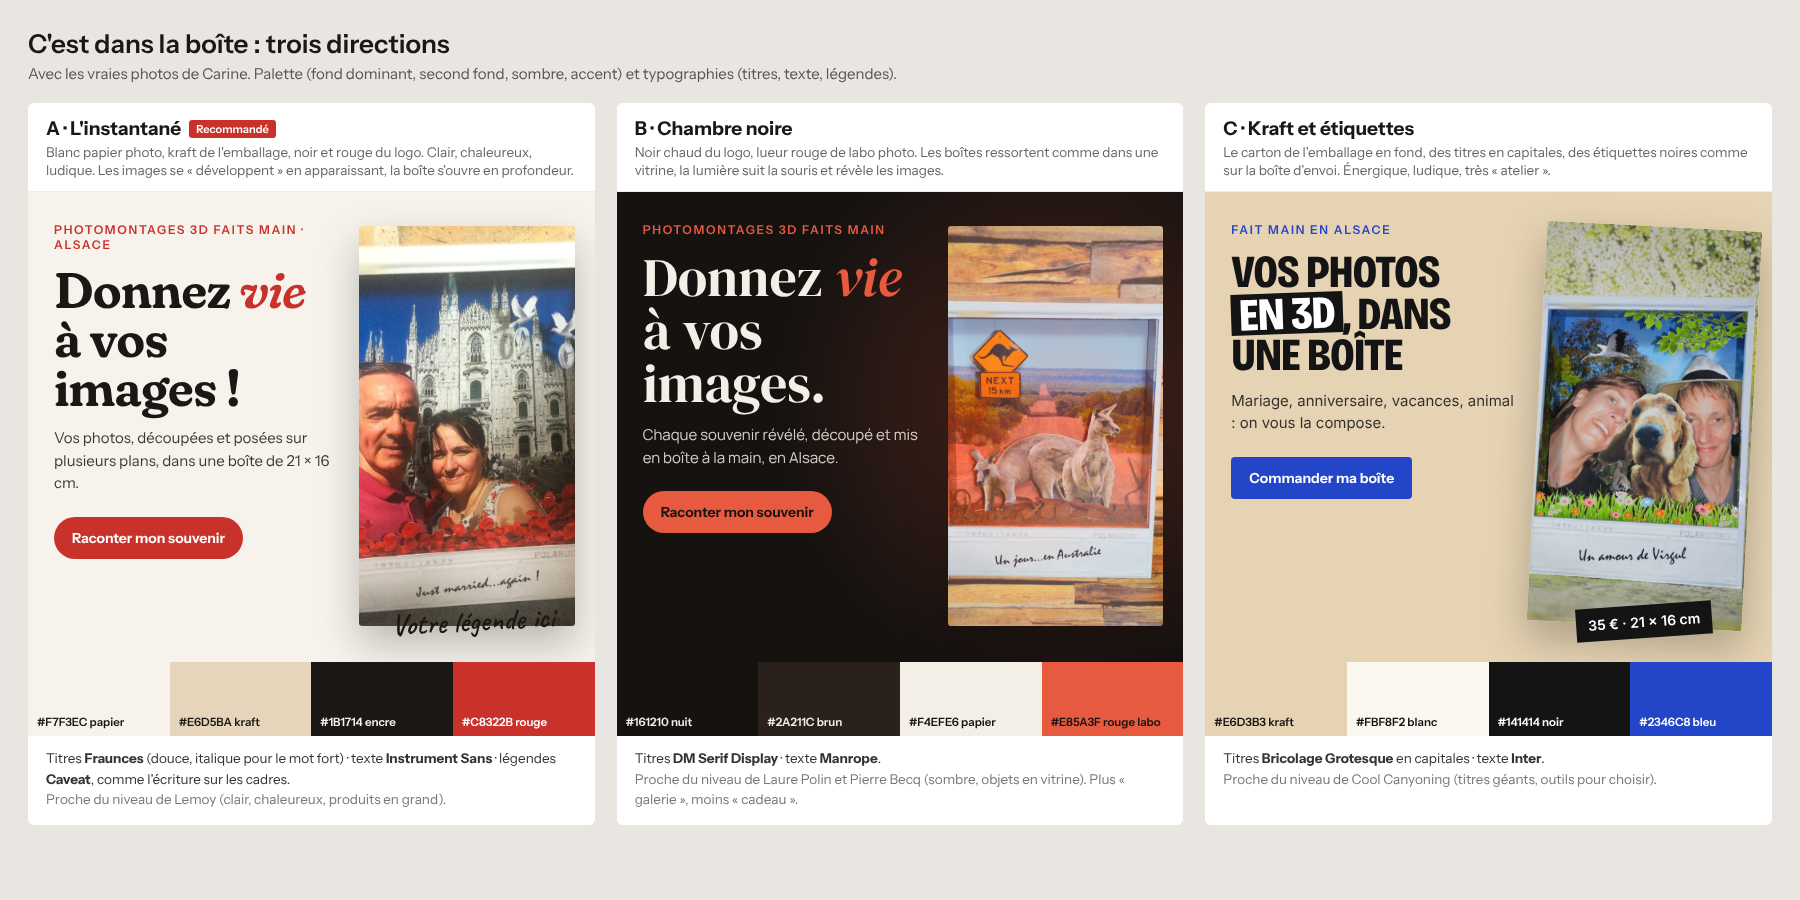 C'est dans la boîte : trois directions
Avec les vraies photos de Carine. Palette (fond dominant, second fond, sombre, accent) et typographies (titres, texte, légendes).
A · L'instantané Recommandé
Blanc papier photo, kraft de l'emballage, noir et rouge du logo. Clair, chaleureux,
ludique. Les images se « développent » en apparaissant, la boîte s'ouvre en profondeur.
PHOTOMONTAGES 3D FAITS MAIN ·
ALSACE
Donnez vie
à vos
images !
Vos photos, découpées et posées sur
plusieurs plans, dans une boîte de 21 × 16
cm.
Raconter mon souvenir
Just married...again !
Votre légende ici
#F7F3EC papier
#E6D5BA kraft
#1B1714 encre
#C8322B rouge
Titres Fraunces (douce, italique pour le mot fort) · texte Instrument Sans · légendes
Caveat, comme l'écriture sur les cadres.
Proche du niveau de Lemoy (clair, chaleureux, produits en grand).
B · Chambre noire
Noir chaud du logo, lueur rouge de labo photo. Les boîtes ressortent comme dans une
vitrine, la lumière suit la souris et révèle les images.
PHOTOMONTAGES 3D FAITS MAIN
Donnez vie
à vos
images.
Chaque souvenir révélé, découpé et mis
en boîte à la main, en Alsace.
Raconter mon souvenir
NEXT
15 km
Un jour...en Australie
#161210 nuit
#2A211C brun
#F4EFE6 papier
#E85A3F rouge labo
Titres DM Serif Display · texte Manrope.
Proche du niveau de Laure Polin et Pierre Becq (sombre, objets en vitrine). Plus «
galerie », moins « cadeau ».
C · Kraft et étiquettes
Le carton de l'emballage en fond, des titres en capitales, des étiquettes noires comme
sur la boîte d'envoi. Énergique, ludique, très « atelier ».
FAIT MAIN EN ALSACE
VOS PHOTOS
EN 3D, DANS
UNE BOÎTE
Mariage, anniversaire, vacances, animal
: on vous la compose.
Commander ma boîte
Un amour de Virgul
35 € · 21 × 16 cm
#E6D3B3 kraft
#FBF8F2 blanc
#141414 noir
#2346C8 bleu
Titres Bricolage Grotesque en capitales · texte Inter.
Proche du niveau de Cool Canyoning (titres géants, outils pour choisir).